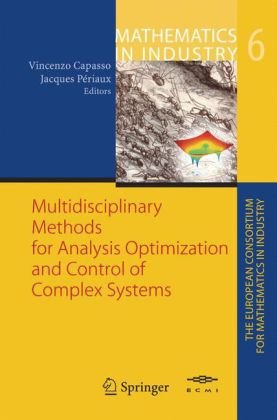 MATHEMATICS
IN INDUSTRY 6
Vincenzo Capasso
Jacques Périaux
Editors
Multidisciplinary
Methods
for Analysis Optimization
and Control of
Complex Systems
THE EUROPEAN CONSORTIUM
FOR MATHEMATICS IN INDUSTRY
Springer
ECMI